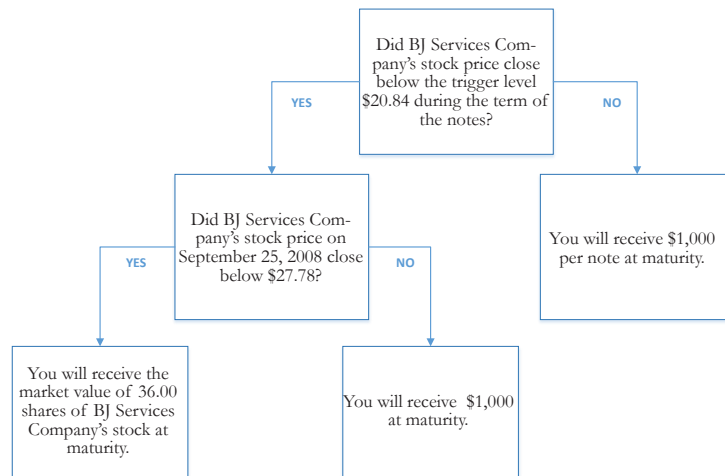 Did BJ Services Com-
pany's stock price close
below the trigger level
$20.84 during the term of
the notes?
YES
NO
Did BJ Services Com-
pany's stock price on
September 25, 2008 close
below $27.78?
You will receive $1,000
per note at maturity.
YES
NO
You will receive the
market value of 36.00
shares of BJ Services
Company's stock at
maturity.
You will receive $1,000
at maturity.